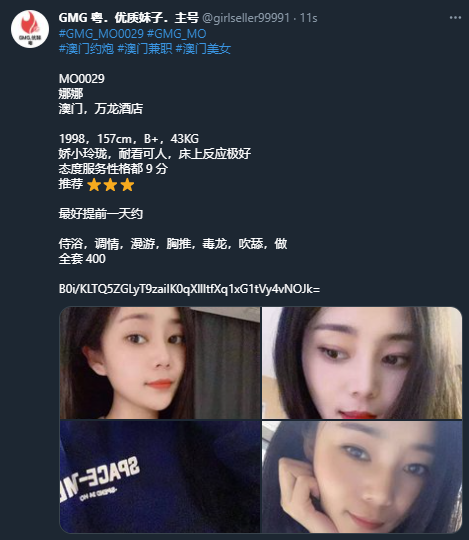 GMG 粤．优质妹子．主号 @girlseller99991 · 11s
#GMG_MO0029 #GMG_MO
#澳门约炮 #澳门兼职 #澳门美女
MO0029
娜娜
澳门，万龙酒店
1998，157cm，B+，43KG
娇小玲珑，耐看可人，床上反应极好
态度服务性格都 9 分
推荐 ⭐⭐⭐
最好提前一天约
侍浴，调情，漫游，胸推，毒龙，吹舔，做
全套 400
SPACE-